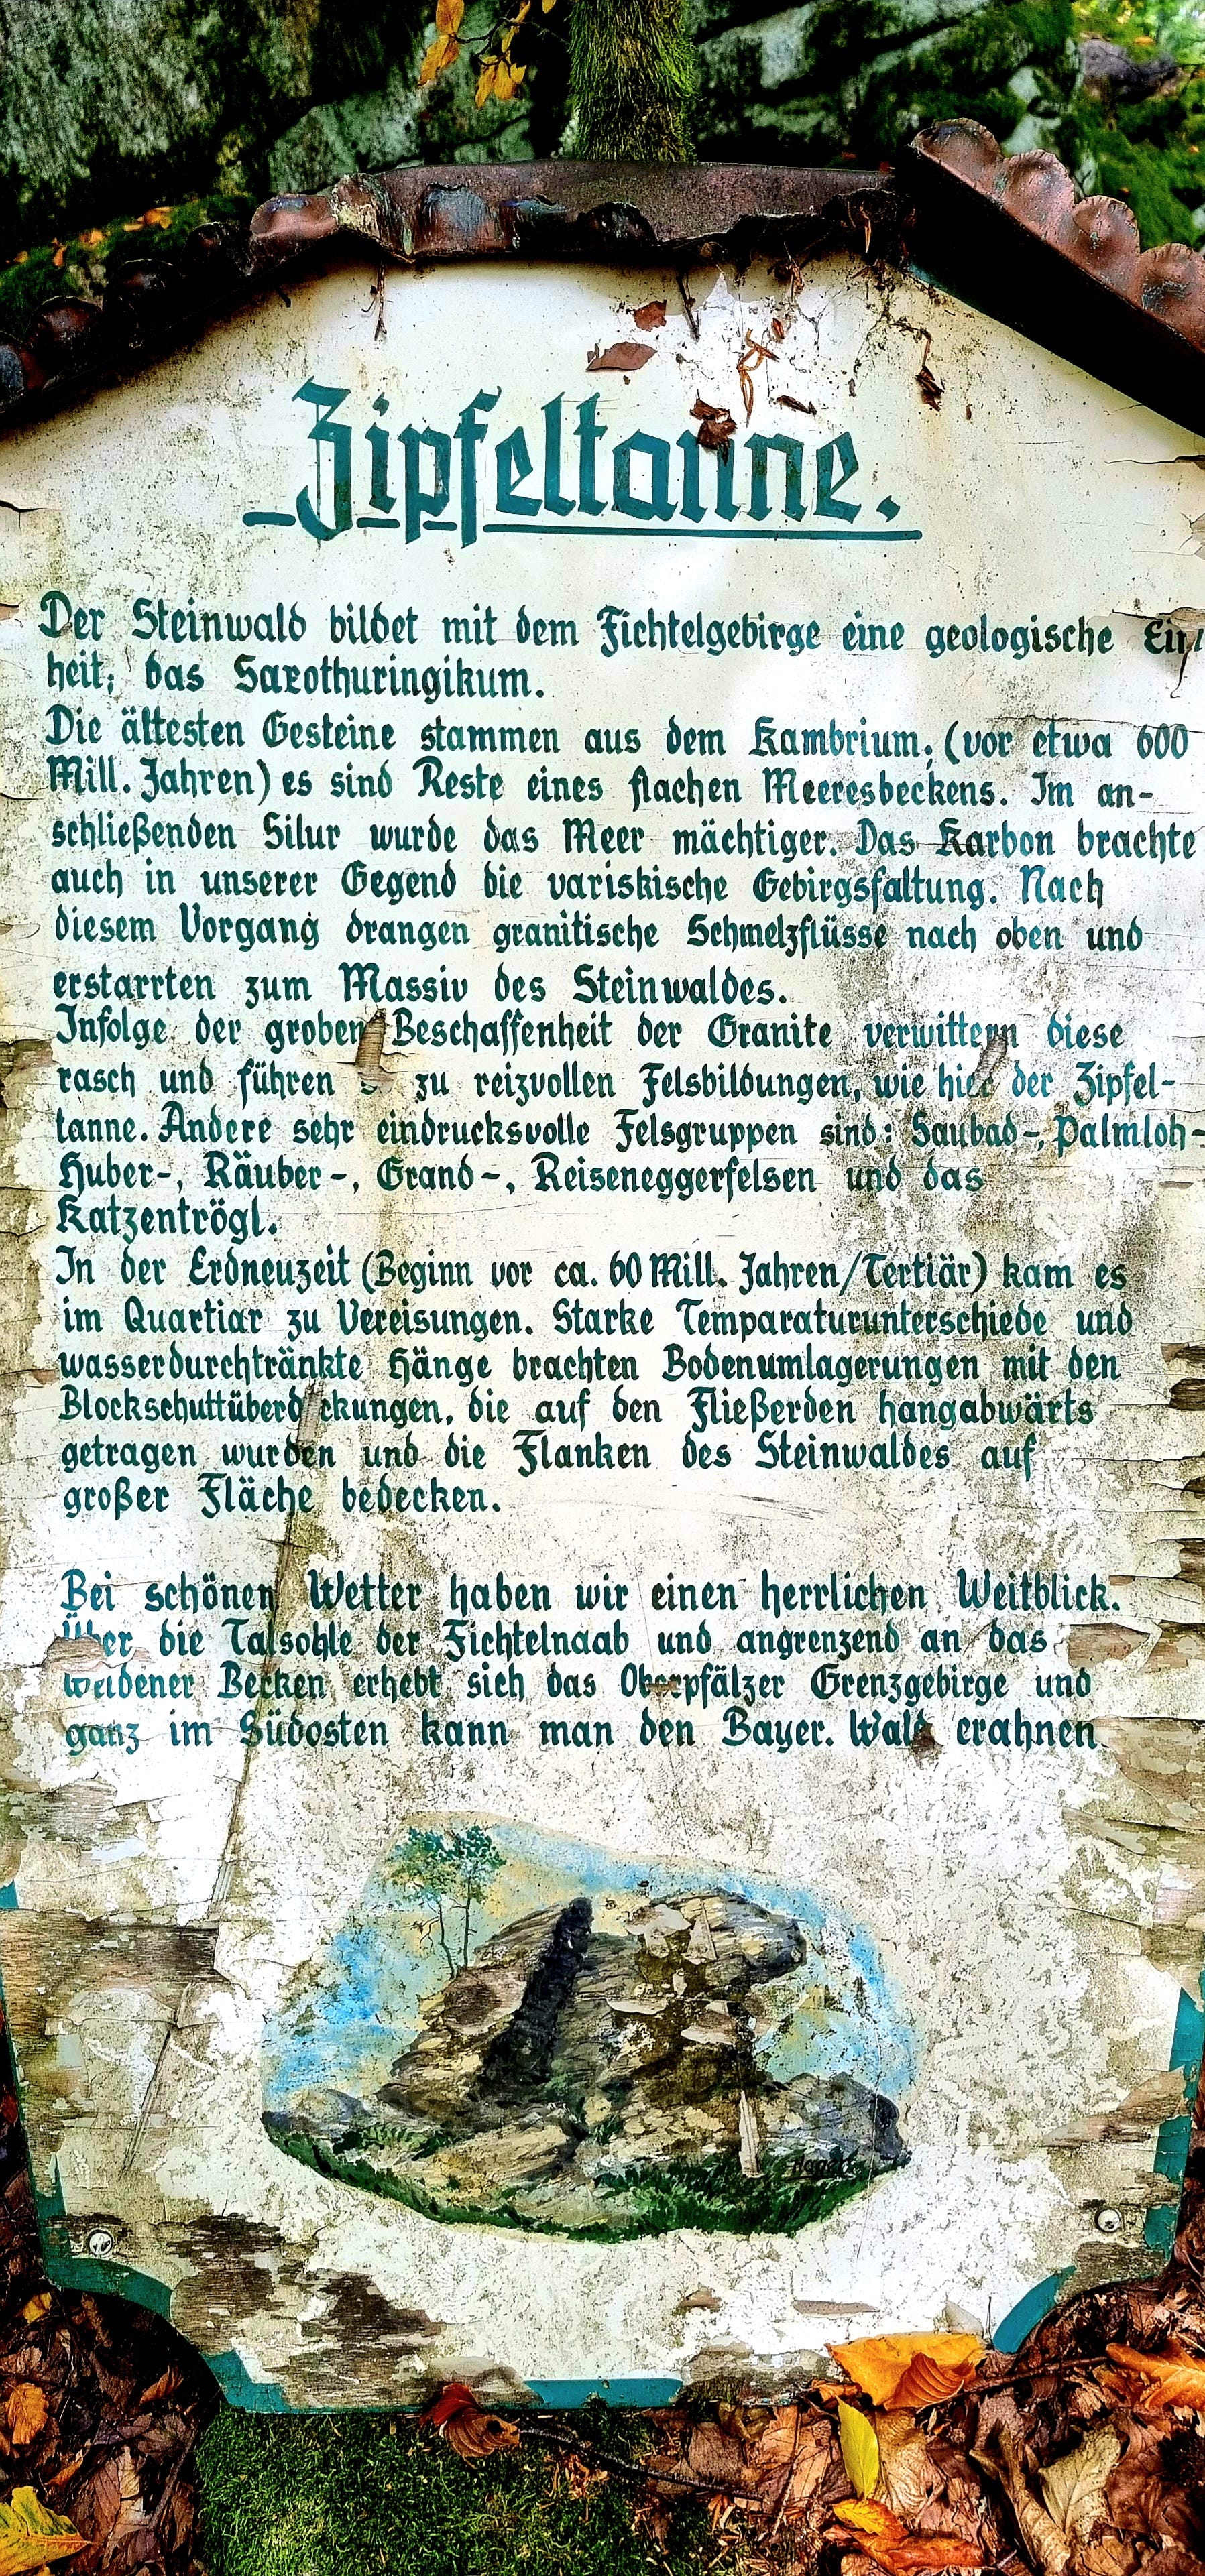 Zipfeltanne.
Der Steinwald bildet mit dem Fichtelgebirge eine geologische Ein
heit; das Saxothuringikum.
Die ältesten Gesteine stammen aus dem Kambrium; (vor etwa 600
Mill. Jahren) es sind Reste eines flachen Meeresbeckens. Im an-
schließenden Silur wurde das Meer mächtiger. Das Karbon brachte
auch in unserer Gegend die variskische Gebirgsfaltung. Nach
diesem Vorgang drangen granitische Schmelzflüsse nach oben und
erstarrten zum Massiv des Steinwaldes.
Infolge der groben Beschaffenheit der Granite verwittern diese
rasch und führen zu reizvollen Felsbildungen, wie hier der Zipfel-
tanne. Andere sehr eindrucksvolle Felsgruppen sind: Saubad-, Palmloh-
Huber-, Räuber-, Grand-, Reiseneggerfelsen und das
Katzentrögl.
In der Erdneuzeit (Beginn vor ca. 60 Mill. Jahren/Tertiär) kam es
im Quartiar zu Vereisungen. Starke Temparaturunterschiede und
wasserdurchtränkte Hänge brachten Bodenumlagerungen mit den
Blockschuttüberdeckungen, die auf den Fließerden hangabwärts
getragen wurden und die Flanken des Steinwaldes auf
großer Fläche bedecken.
Bei schönen Wetter haben wir einen herrlichen Weitblick.
Über die Talsohle der Fichtelnaab und angrenzend an das
Weidener Becken erhebt sich das Oberpfälzer Grenzgebirge und
ganz im Südosten kann man den Bayer. Wald erahnen.